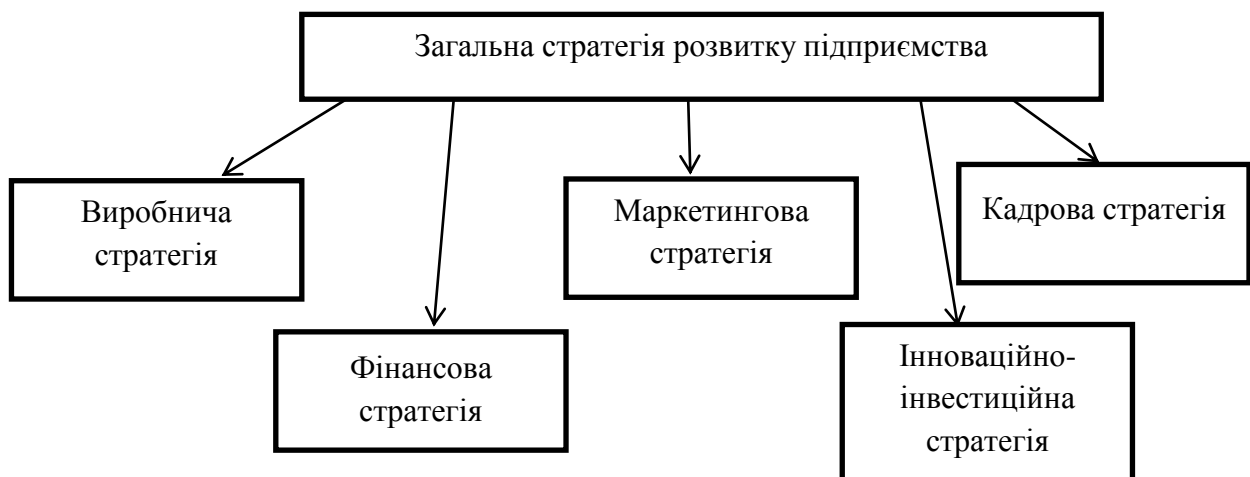 Загальна стратегія розвитку підприємства
Виробнича
стратегія
Маркетингова
стратегія
Кадрова стратегія
Фінансова
стратегія
Інноваційно-
інвестиційна
стратегія